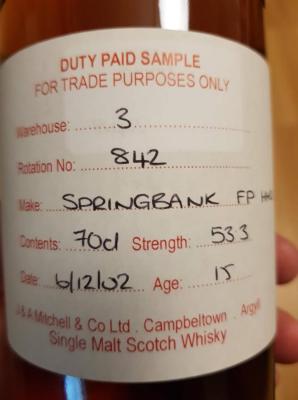 DUTY PAID SAMPLE
FOR TRADE PURPOSES ONLY
Warehouse: 3
Rotation No: 842
Make: SPRINGBANK FP
Contents: 70cl Strength: 53.3
Date: 6/12/02 Age: 15
J & A Mitchell & Co Ltd . Campbeltown . Argyll
Single Malt Scotch Whisky